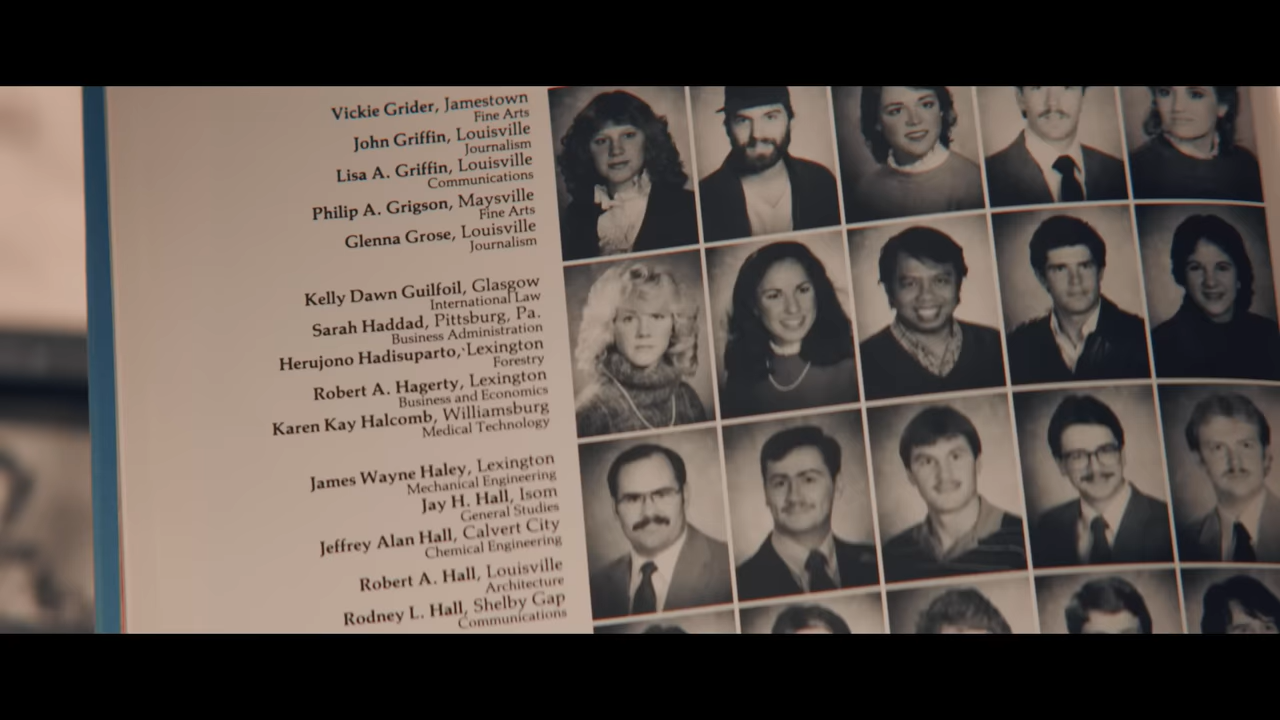 Vickie Grider, Jamestown
Fine Arts
John Griffin, Louisville
Journalism
Lisa A. Griffin, Louisville
Communications
Philip A. Grigson, Maysville
Fine Arts
Glenna Grose, Louisville
Journalism
Kelly Dawn Guilfoil, Glasgow
International Law
Sarah Haddad, Pittsburg, Pa.
Business Administration
Herujono Hadisuparto, Lexington
Forestry
Robert A. Hagerty, Lexington
Business and Economics
Karen Kay Halcomb, Williamsburg
Medical Technology
James Wayne Haley, Lexington
Mechanical Engineering
Jay H. Hall, Isom
General Studies
Jeffrey Alan Hall, Calvert City
Chemical Engineering
Robert A. Hall, Louisville
Architecture
Rodney L. Hall, Shelby Gap
Communications